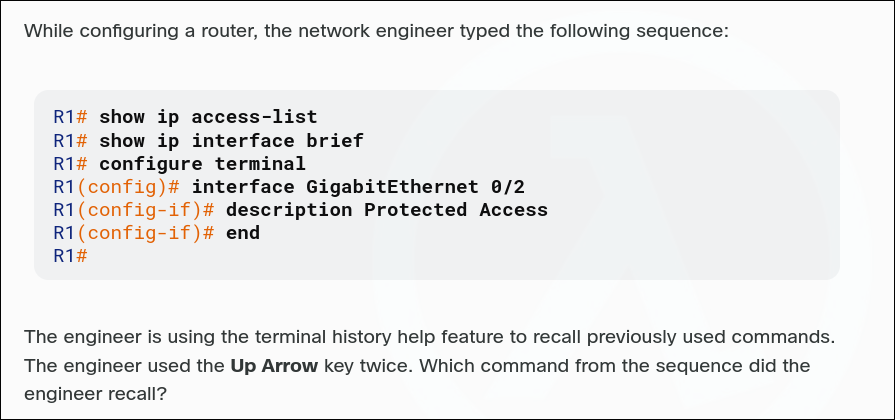 While configuring a router, the network engineer typed the following sequence:
R1# show ip access-list
R1# show ip interface brief
R1# configure terminal
R1(config)# interface GigabitEthernet 0/2
R1(config-if)# description Protected Access
R1(config-if)# end
R1#
The engineer is using the terminal history help feature to recall previously used commands.
The engineer used the Up Arrow key twice. Which command from the sequence did the
engineer recall?